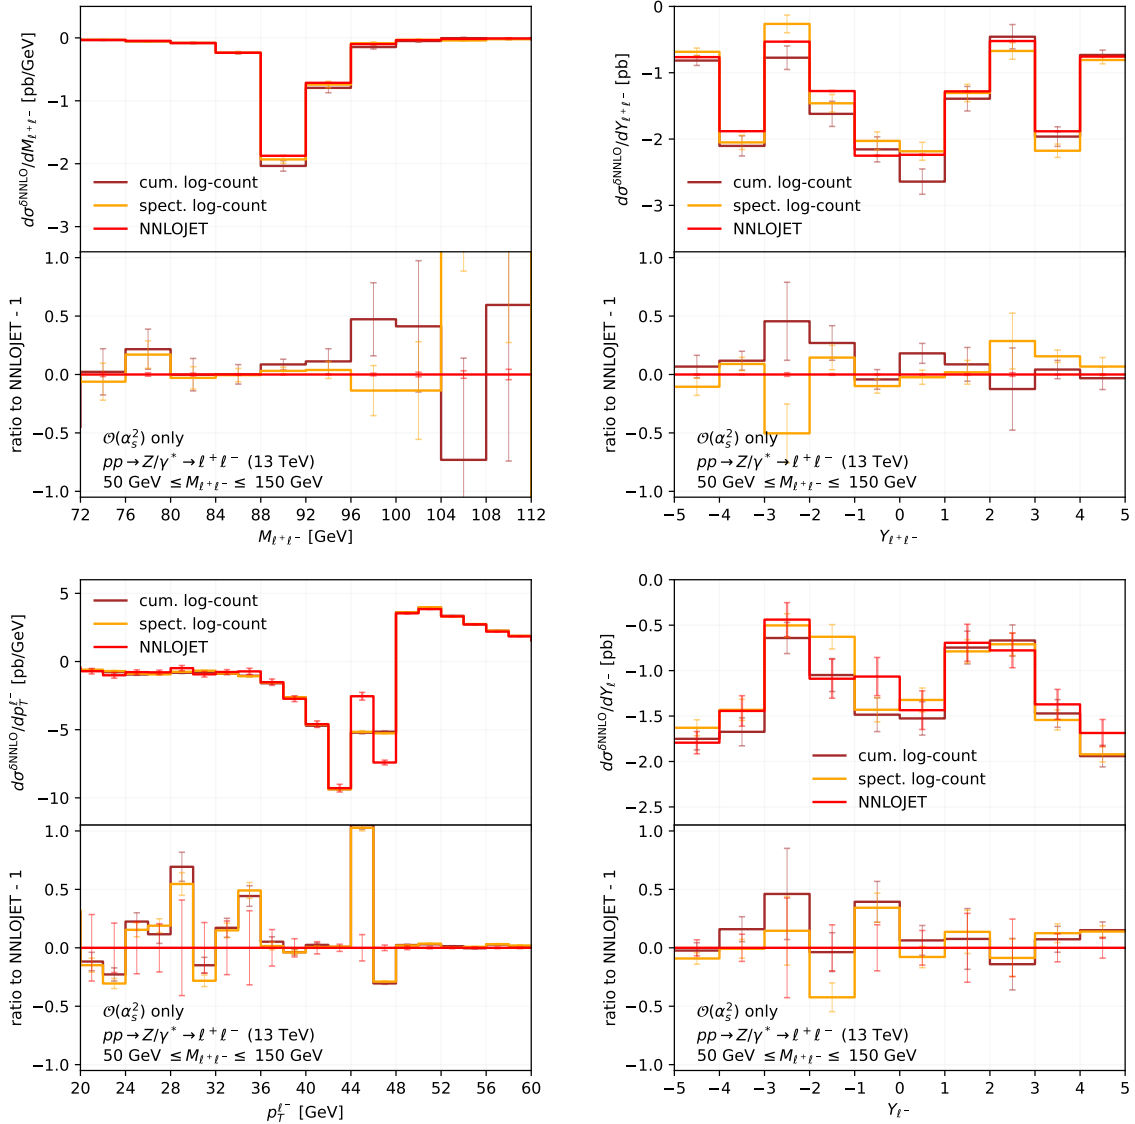 dσ^δNNLO/dM_ℓ⁺ℓ⁻ [pb/GeV]
0
−1
−2
−3
cum. log-count
spect. log-count
NNLOJET
ratio to NNLOJET - 1
1.0
0.5
0.0
−0.5
−1.0
𝒪(α_s²) only
pp→Z/γ*→ℓ⁺ℓ⁻ (13 TeV)
50 GeV ≤M_ℓ⁺ℓ⁻≤ 150 GeV
72 76 80 84 88 92 96 100 104 108 112
M_ℓ⁺ℓ⁻ [GeV]
dσ^δNNLO/dY_ℓ⁺ℓ⁻ [pb]
0
−1
−2
−3
cum. log-count
spect. log-count
NNLOJET
ratio to NNLOJET - 1
1.0
0.5
0.0
−0.5
−1.0
𝒪(α_s²) only
pp→Z/γ*→ℓ⁺ℓ⁻ (13 TeV)
50 GeV ≤M_ℓ⁺ℓ⁻≤ 150 GeV
−5 −4 −3 −2 −1 0 1 2 3 4 5
Y_ℓ⁺ℓ⁻
dσ^δNNLO/dp_T^ℓ⁻ [pb/GeV]
5
0
−5
−10
cum. log-count
spect. log-count
NNLOJET
ratio to NNLOJET - 1
1.0
0.5
0.0
−0.5
−1.0
𝒪(α_s²) only
pp→Z/γ*→ℓ⁺ℓ⁻ (13 TeV)
50 GeV ≤M_ℓ⁺ℓ⁻≤ 150 GeV
20 24 28 32 36 40 44 48 52 56 60
p_T^ℓ⁻ [GeV]
dσ^δNNLO/dY_ℓ⁻ [pb]
0.0
−0.5
−1.0
−1.5
−2.0
−2.5
cum. log-count
spect. log-count
NNLOJET
ratio to NNLOJET - 1
1.0
0.5
0.0
−0.5
−1.0
𝒪(α_s²) only
pp→Z/γ*→ℓ⁺ℓ⁻ (13 TeV)
50 GeV ≤M_ℓ⁺ℓ⁻≤ 150 GeV
−5 −4 −3 −2 −1 0 1 2 3 4 5
Y_ℓ⁻